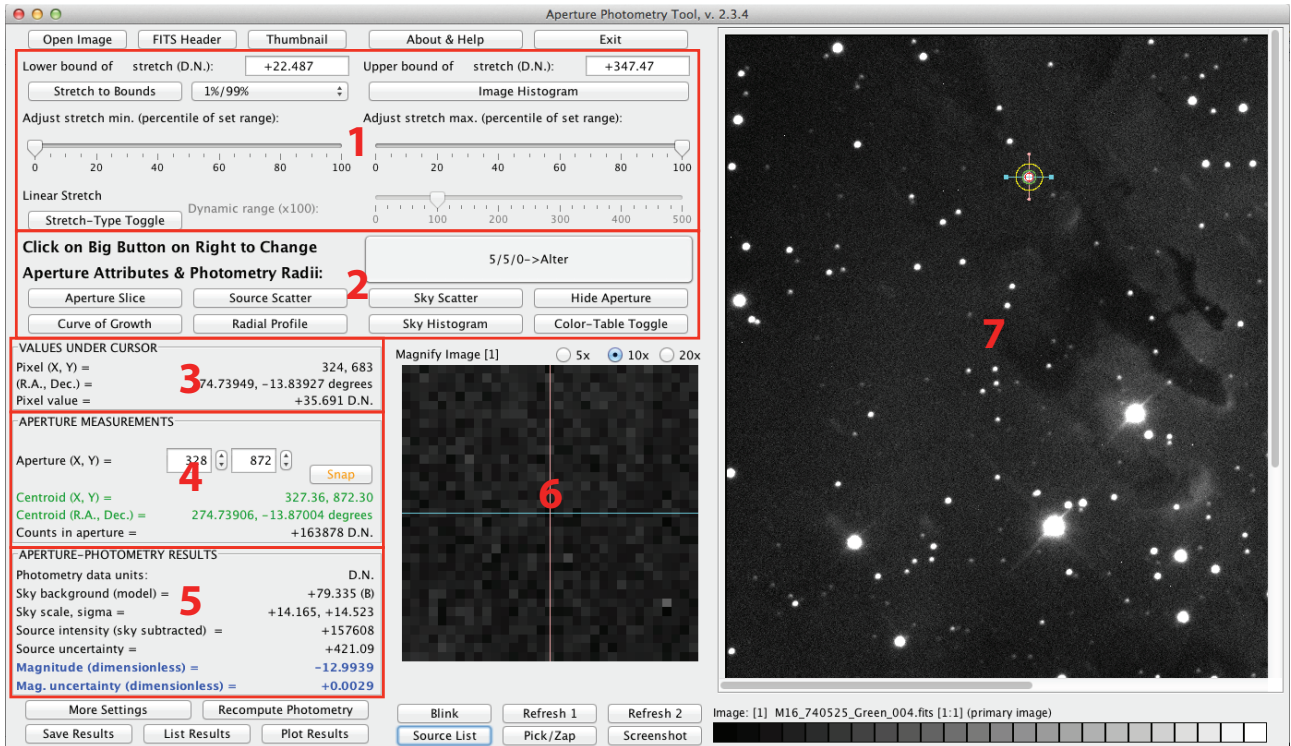 Aperture Photometry Tool, v. 2.3.4
Open Image FITS Header Thumbnail About & Help Exit
Lower bound of stretch (D.N.): +22.487 Upper bound of stretch (D.N.): +347.47
Stretch to Bounds 1%/99% Image Histogram
Adjust stretch min. (percentile of set range): Adjust stretch max. (percentile of set range):
1
0 20 40 60 80 100 0 20 40 60 80 100
Linear Stretch
Dynamic range (x100):
Stretch-Type Toggle 0 100 200 300 400 500
Click on Big Button on Right to Change
5/5/0->Alter
Aperture Attributes & Photometry Radii:
2
Aperture Slice Source Scatter Sky Scatter Hide Aperture
Curve of Growth Radial Profile Sky Histogram Color-Table Toggle
VALUES UNDER CURSOR
Pixel (X, Y) = 324, 683
(R.A., Dec.) = 74.73949, -13.83927 degrees
3
Pixel value = +35.691 D.N.
APERTURE MEASUREMENTS
Aperture (X, Y) = 328 872
4
Snap
Centroid (X, Y) = 327.36, 872.30
Centroid (R.A., Dec.) = 274.73906, -13.87004 degrees
Counts in aperture = +163878 D.N.
APERTURE-PHOTOMETRY RESULTS
Photometry data units: D.N.
Sky background (model) = +79.335 (B)
5
Sky scale, sigma = +14.165, +14.523
Source intensity (sky subtracted) = +157608
Source uncertainty = +421.09
Magnitude (dimensionless) = -12.9939
Mag. uncertainty (dimensionless) = +0.0029
More Settings Recompute Photometry
Save Results List Results Plot Results
Magnify Image [1] 5x 10x 20x
6
Blink Refresh 1 Refresh 2
Source List Pick/Zap Screenshot
7
Image: [1] M16_740525_Green_004.fits [1:1] (primary image)